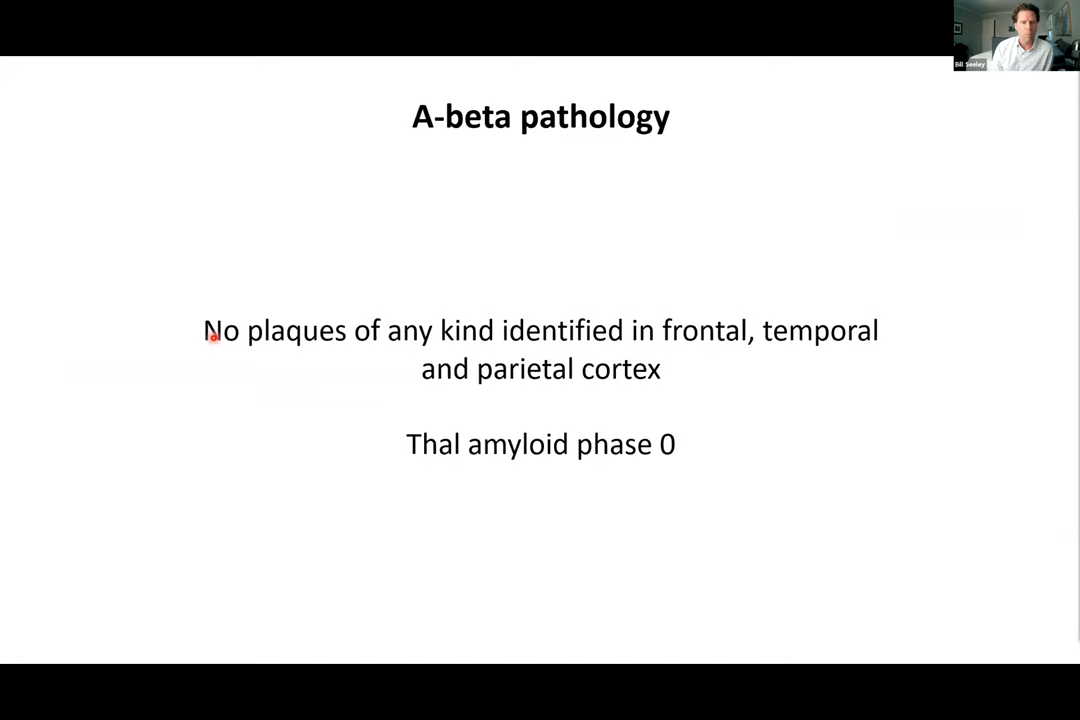 Bill Seeley
A-beta pathology
No plaques of any kind identified in frontal, temporal
and parietal cortex
Thal amyloid phase 0